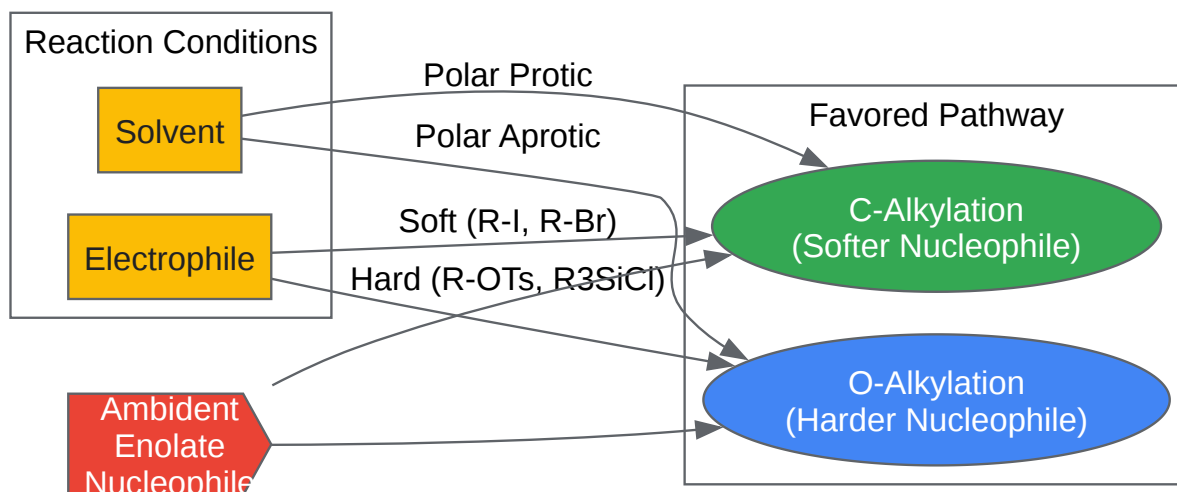 Reaction Conditions
Polar Protic
Solvent
Polar Aprotic
Favored Pathway
C-Alkylation
(Softer Nucleophile)
Soft (R-I, R-Br)
Electrophile
Hard (R-OTs, R3SiCl)
Ambident
Enolate
Nucleophile
O-Alkylation
(Harder Nucleophile)